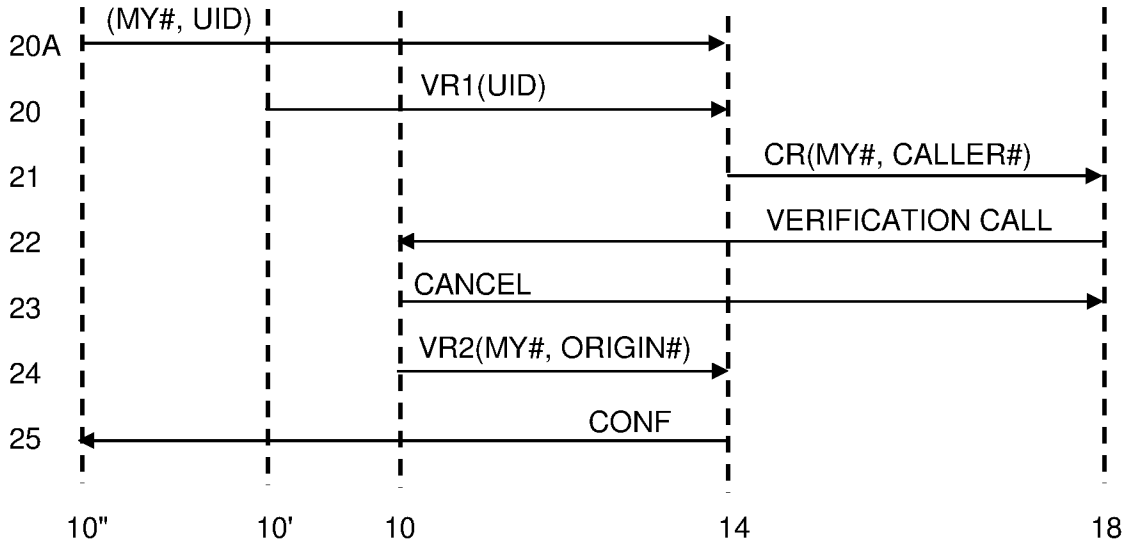 (MY#, UID)
20A
VR1(UID)
20
CR(MY#, CALLER#)
21
VERIFICATION CALL
22
CANCEL
23
VR2(MY#, ORIGIN#)
24
CONF
25
10" 10' 10 14 18